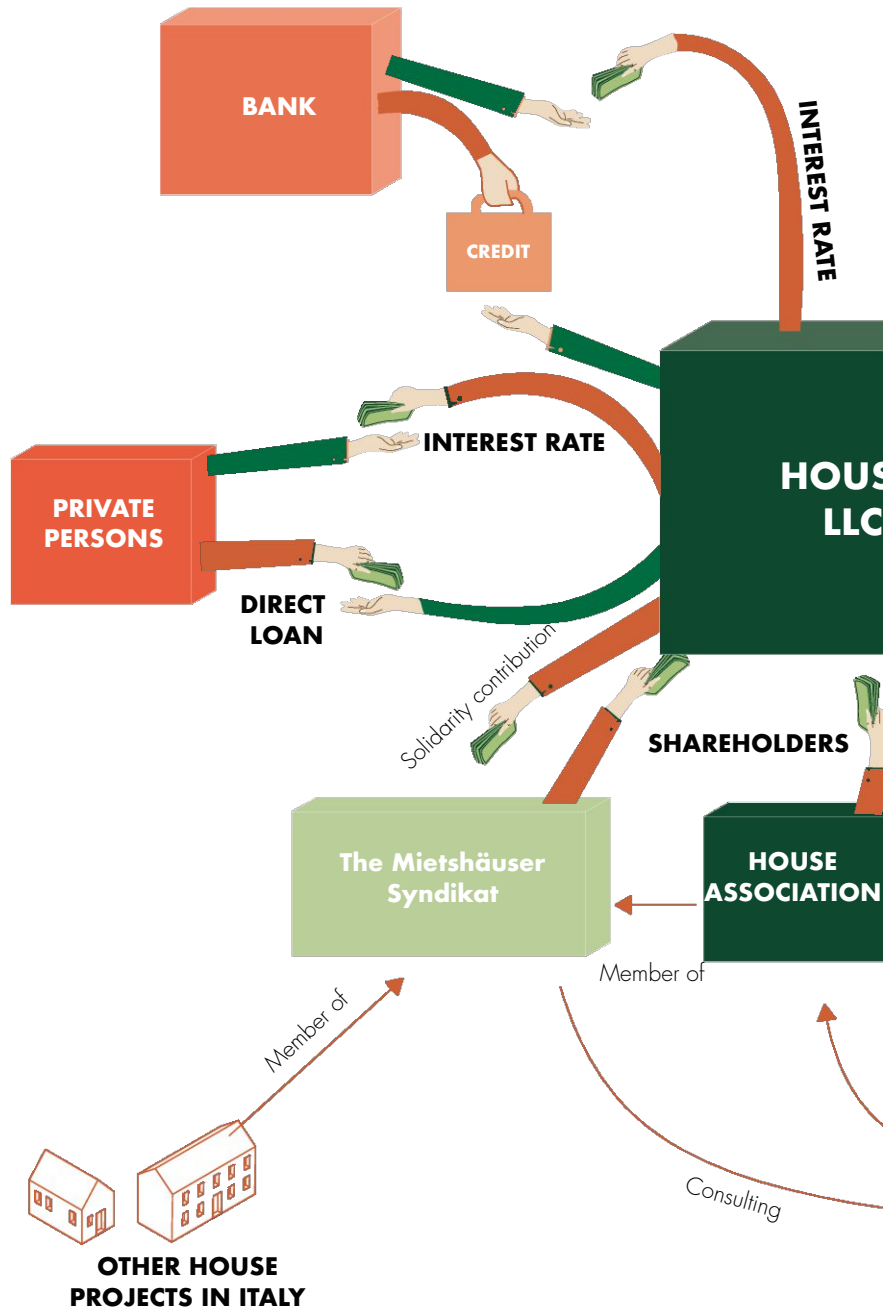 BANK
INTEREST RATE
CREDIT
INTEREST RATE
HOUS
LLC
PRIVATE
PERSONS
DIRECT
LOAN
Solidarity contribution
SHAREHOLDERS
The Mietshäuser
Syndikat
HOUSE
ASSOCIATION
Member of
Member of
Consulting
OTHER HOUSE
PROJECTS IN ITALY